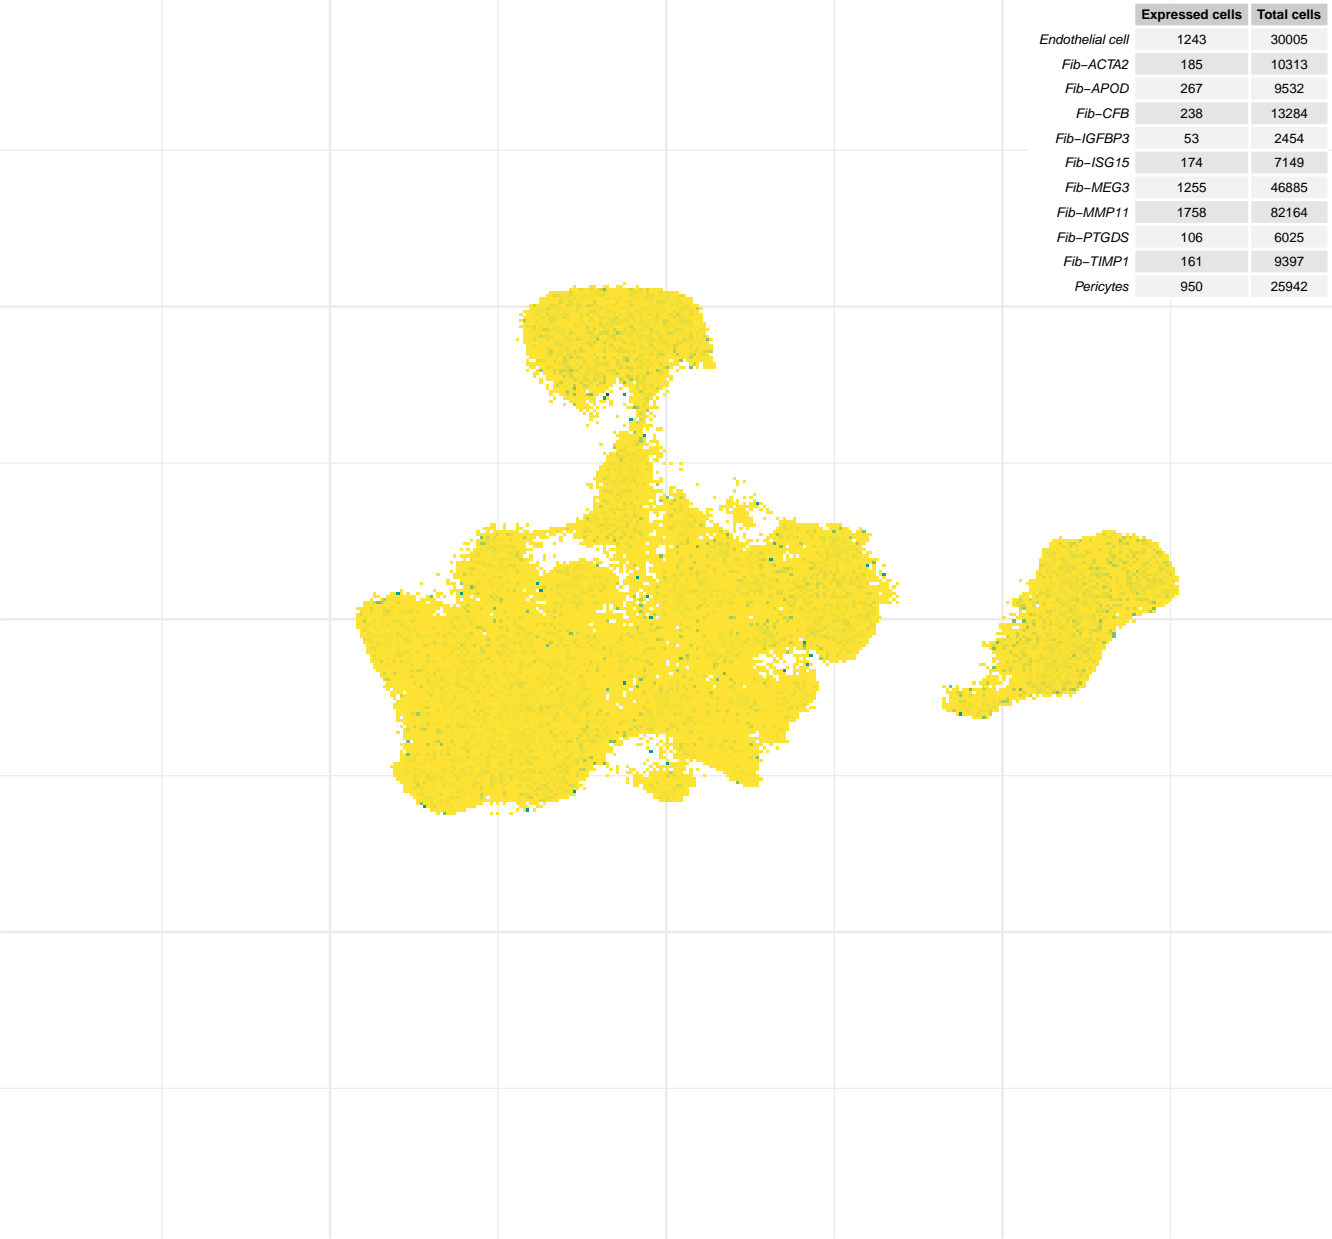 Expressed cells Total cells
Endothelial cell 1243 30005
Fib−ACTA2 185 10313
Fib−APOD 267 9532
Fib−CFB 238 13284
Fib−IGFBP3 53 2454
Fib−ISG15 174 7149
Fib−MEG3 1255 46885
Fib−MMP11 1758 82164
Fib−PTGDS 106 6025
Fib−TIMP1 161 9397
Pericytes 950 25942